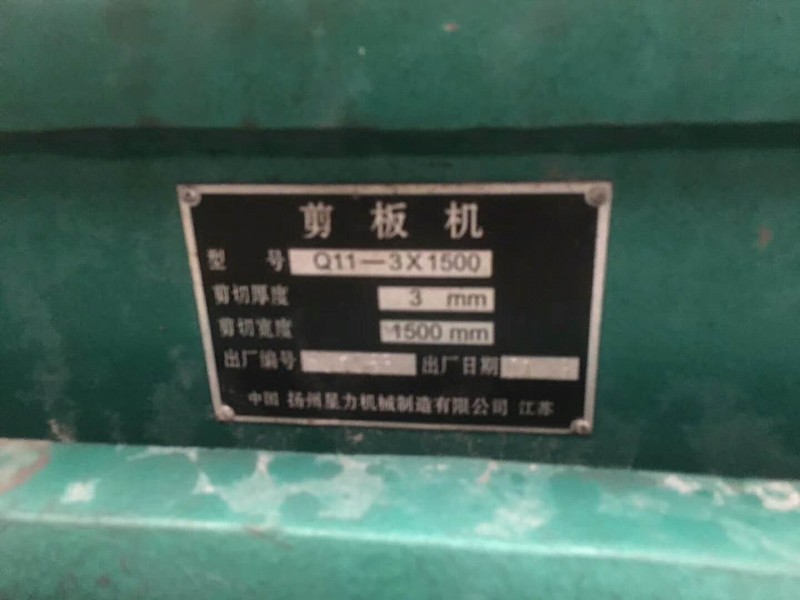 剪板机
型 号 Q11—3X1500
剪切厚度 3 mm
剪切宽度 1500 mm
出厂编号 出厂日期
中国 扬州星力机械制造有限公司 江苏